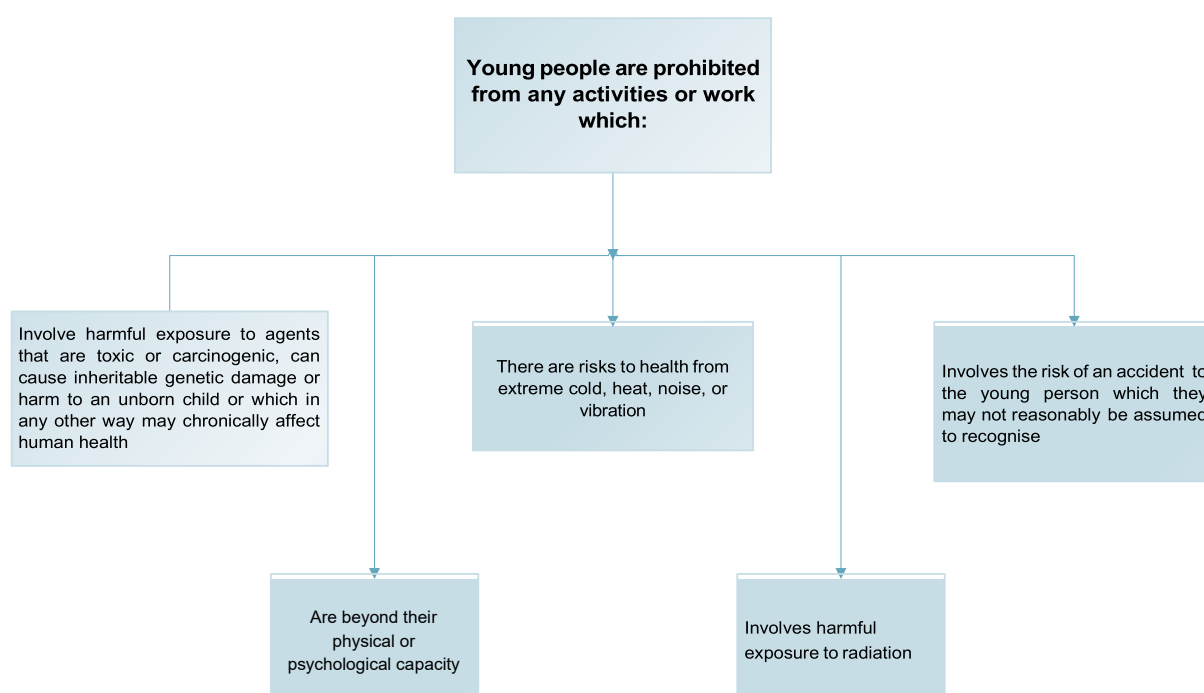 Young people are prohibited
from any activities or work
which:
Involve harmful exposure to agents
that are toxic or carcinogenic, can
cause inheritable genetic damage or
harm to an unborn child or which in
any other way may chronically affect
human health
There are risks to health from
extreme cold, heat, noise, or
vibration
Involves the risk of an accident to
the young person which they
may not reasonably be assumed
to recognise
Are beyond their
physical or
psychological capacity
Involves harmful
exposure to radiation